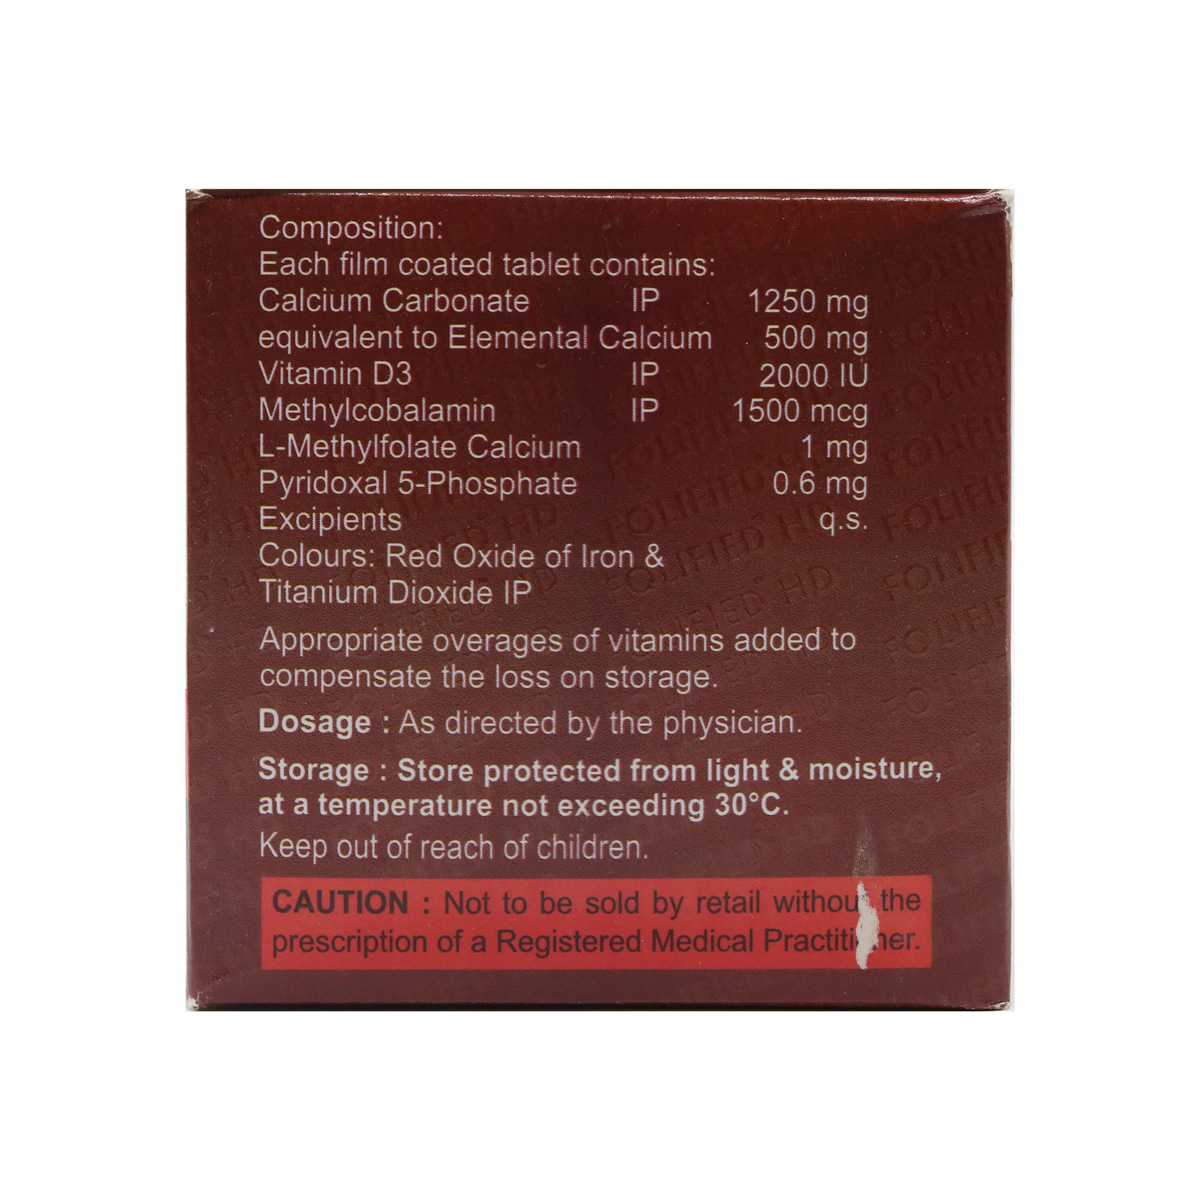 Composition:
Each film coated tablet contains:
Calcium Carbonate IP 1250 mg
equivalent to Elemental Calcium 500 mg
Vitamin D3 IP 2000 IU
Methylcobalamin IP 1500 mcg
L-Methylfolate Calcium 1 mg
Pyridoxal 5-Phosphate 0.6 mg
Excipients q.s.
Colours: Red Oxide of Iron &
Titanium Dioxide IP
Appropriate overages of vitamins added to
compensate the loss on storage.
Dosage : As directed by the physician.
Storage : Store protected from light & moisture,
at a temperature not exceeding 30°C.
Keep out of reach of children.
CAUTION : Not to be sold by retail without the
prescription of a Registered Medical Practitioner.
FOLIFIED HD